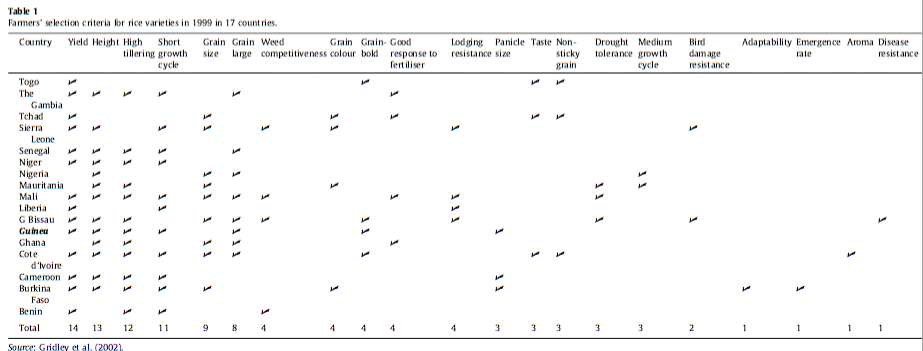 Table 1
Farmers' selection criteria for rice varieties in 1999 in 17 countries.
Country Yield Height High Short Grain Grain Weed Grain Grain- Good Lodging Panicle Taste Non- Drought Medium Bird Adaptability Emergence Aroma Disease
tillering growth size large competitiveness colour bold response to resistance size sticky tolerance growth damage rate resistance
cycle fertiliser grain cycle resistance
Togo ✓ ✓ ✓ ✓
The ✓ ✓ ✓ ✓ ✓ ✓
Gambia
Tchad ✓ ✓ ✓ ✓ ✓ ✓
Sierra ✓ ✓ ✓ ✓ ✓ ✓ ✓ ✓
Leone
Senegal ✓ ✓ ✓ ✓ ✓
Niger ✓ ✓ ✓ ✓
Nigeria ✓ ✓ ✓ ✓
Mauritania ✓ ✓ ✓ ✓ ✓ ✓
Mali ✓ ✓ ✓ ✓ ✓ ✓ ✓ ✓ ✓ ✓
Liberia ✓ ✓ ✓
G Bissau ✓ ✓ ✓ ✓ ✓ ✓ ✓ ✓ ✓ ✓ ✓
Guinea ✓ ✓ ✓ ✓ ✓ ✓ ✓
Ghana ✓ ✓ ✓ ✓ ✓
Cote ✓ ✓ ✓ ✓ ✓ ✓ ✓ ✓ ✓ ✓
d'Ivoire
Cameroon ✓ ✓ ✓ ✓ ✓
Burkina ✓ ✓ ✓ ✓ ✓ ✓ ✓ ✓ ✓
Faso
Benin ✓ ✓ ✓ ✓
Total 14 13 12 11 9 8 4 4 4 4 4 3 3 3 3 3 2 1 1 1 1
Source: Gridley et al. (2002).